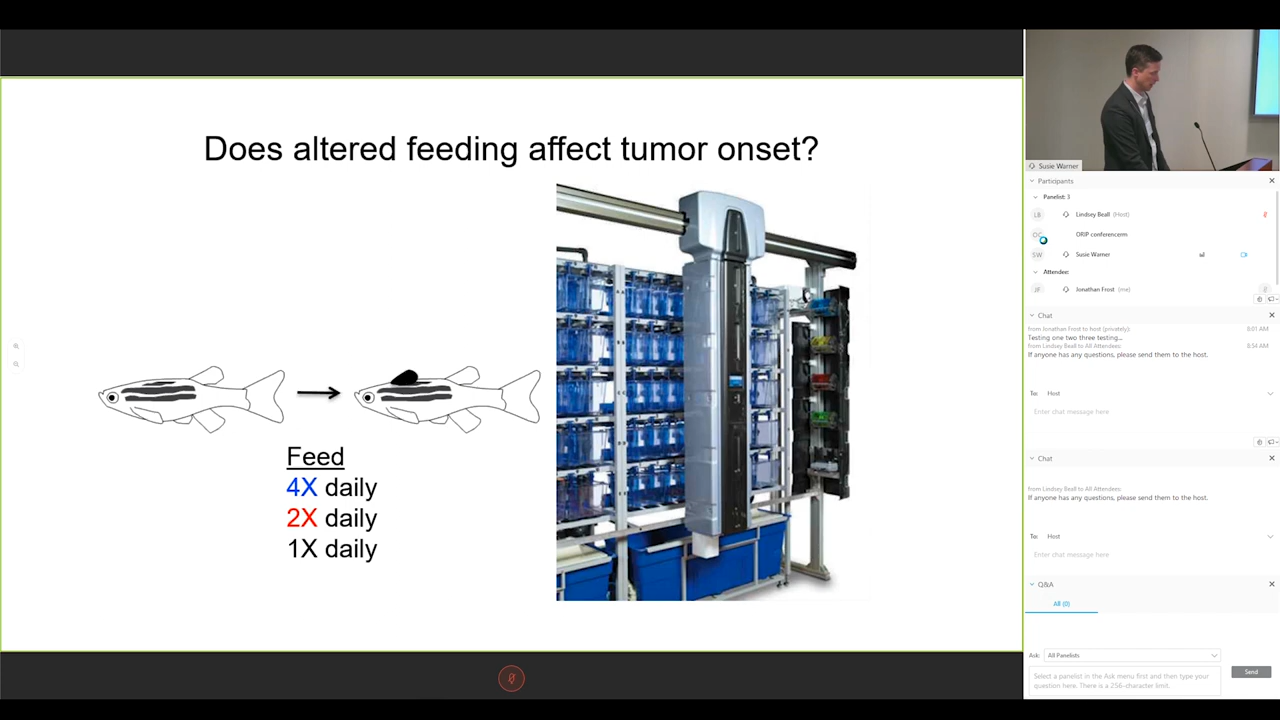 Does altered feeding affect tumor onset?
Feed
4X daily
2X daily
1X daily
Susie Warner
Participants
Panelist: 3
LB Lindsey Beall (Host)
OC ORIP conferencerm
SW Susie Warner
Attendee:
JF Jonathan Frost (me)
Chat
from Jonathan Frost to host (privately): 8:01 AM
Testing one two three testing...
from Lindsey Beall to All Attendees: 8:54 AM
If anyone has any questions, please send them to the host.
To: Host
Enter chat message here
Chat
from Lindsey Beall to All Attendees:
If anyone has any questions, please send them to the host.
To: Host
Enter chat message here
Q&A
All (0)
Ask: All Panelists
Select a panelist in the Ask menu first and then type your
question here. There is a 256-character limit.
Send